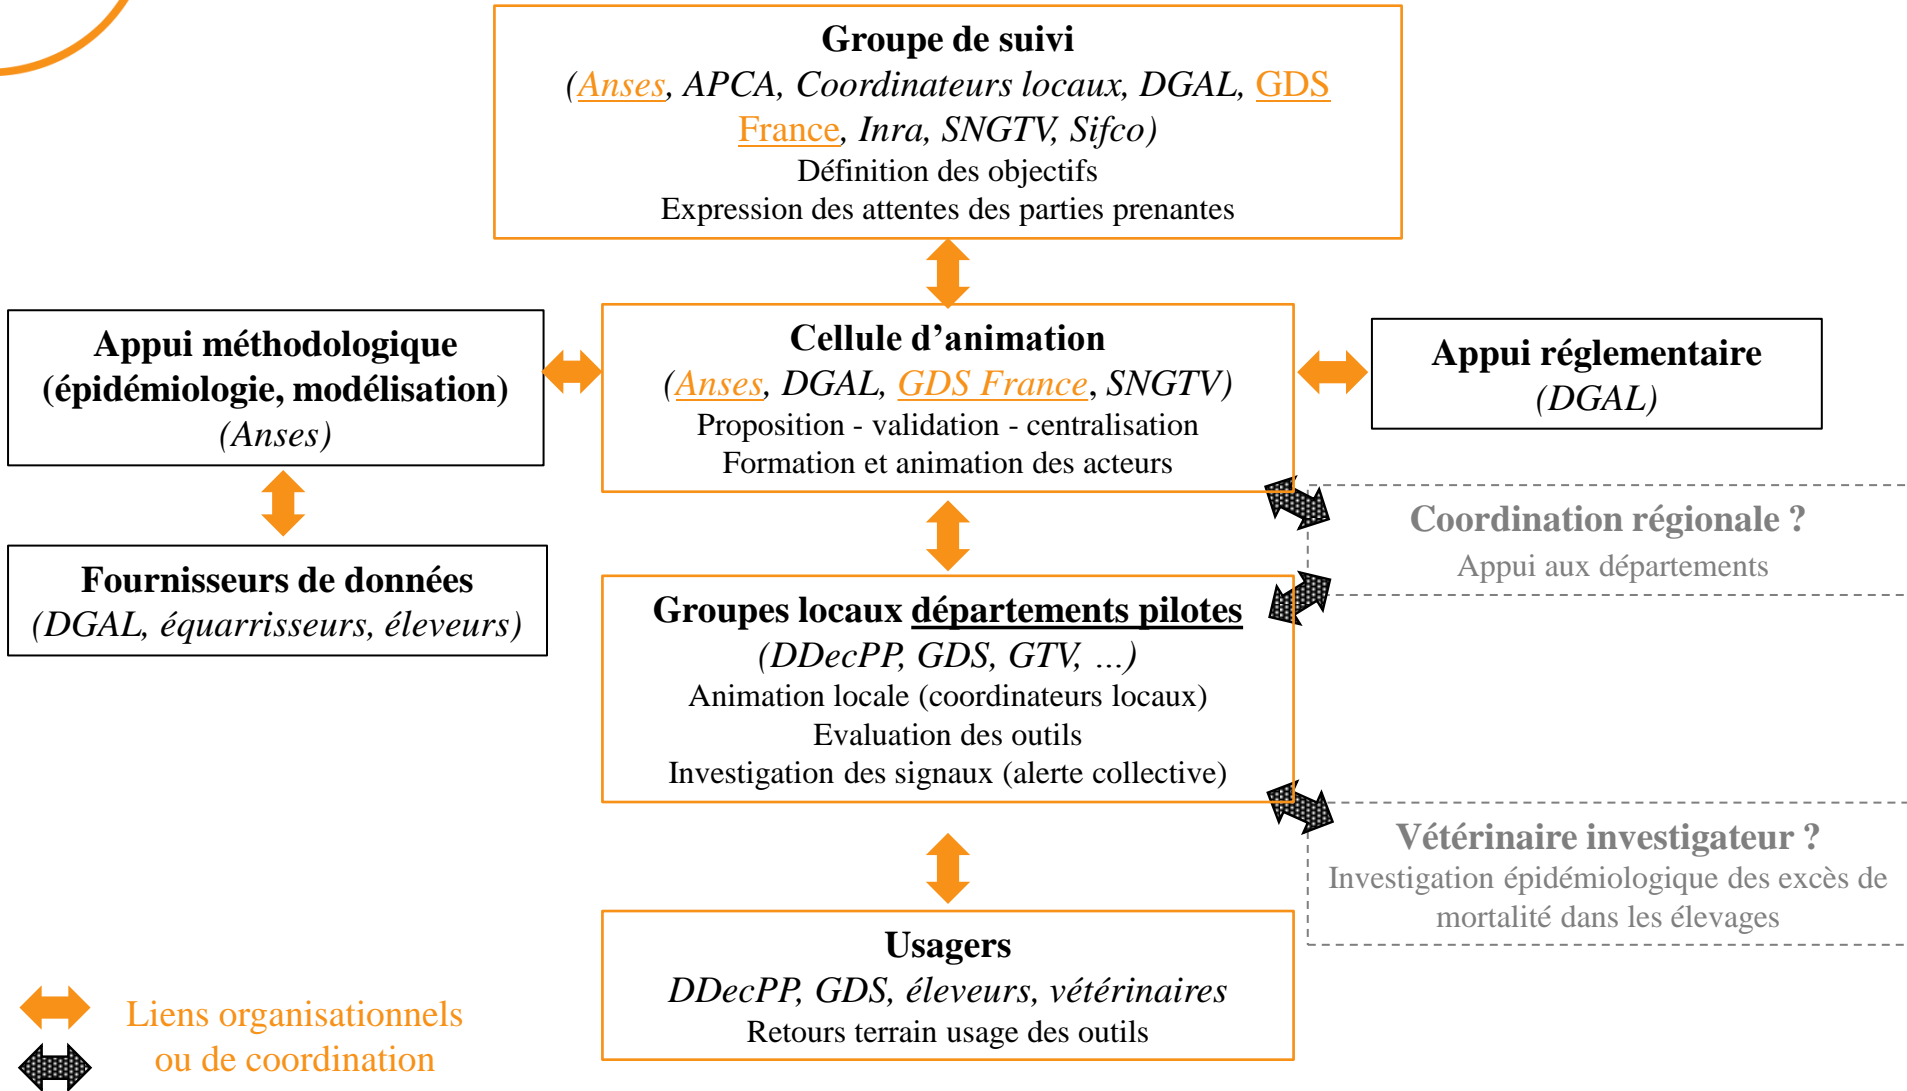 Groupe de suivi
(Anses, APCA, Coordinateurs locaux, DGAL, GDS
France, Inra, SNGTV, Sifco)
Définition des objectifs
Expression des attentes des parties prenantes
Appui méthodologique
(épidémiologie, modélisation)
(Anses)
Cellule d’animation
(Anses, DGAL, GDS France, SNGTV)
Proposition - validation - centralisation
Formation et animation des acteurs
Appui réglementaire
(DGAL)
Coordination régionale ?
Appui aux départements
Fournisseurs de données
(DGAL, équarrisseurs, éleveurs)
Groupes locaux départements pilotes
(DDecPP, GDS, GTV, ...)
Animation locale (coordinateurs locaux)
Evaluation des outils
Investigation des signaux (alerte collective)
Vétérinaire investigateur ?
Investigation épidémiologique des excès de
mortalité dans les élevages
Usagers
DDecPP, GDS, éleveurs, vétérinaires
Retours terrain usage des outils
Liens organisationnels
ou de coordination